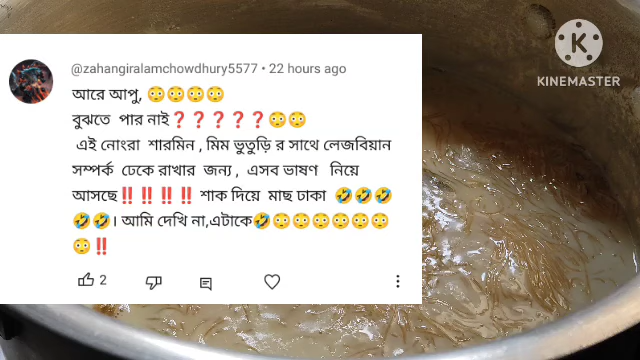 @zahangiralamchowdhury5577 • 22 hours ago
আরে আপু, 😳😳😳😳
বুঝতে পার নাই❓❓❓❓❓😳😳
এই নোংরা শারমিন , মিম ভুতুড়ি র সাথে লেজবিয়ান
সম্পর্ক ঢেকে রাখার জন্য , এসব ভাষণ নিয়ে
আসছে‼️‼️‼️‼️ শাক দিয়ে মাছ ঢাকা 🤣🤣🤣
🤣🤣। আমি দেখি না,এটাকে🤣😳😳😳😳😳😳
😳‼️
2
KINEMASTER